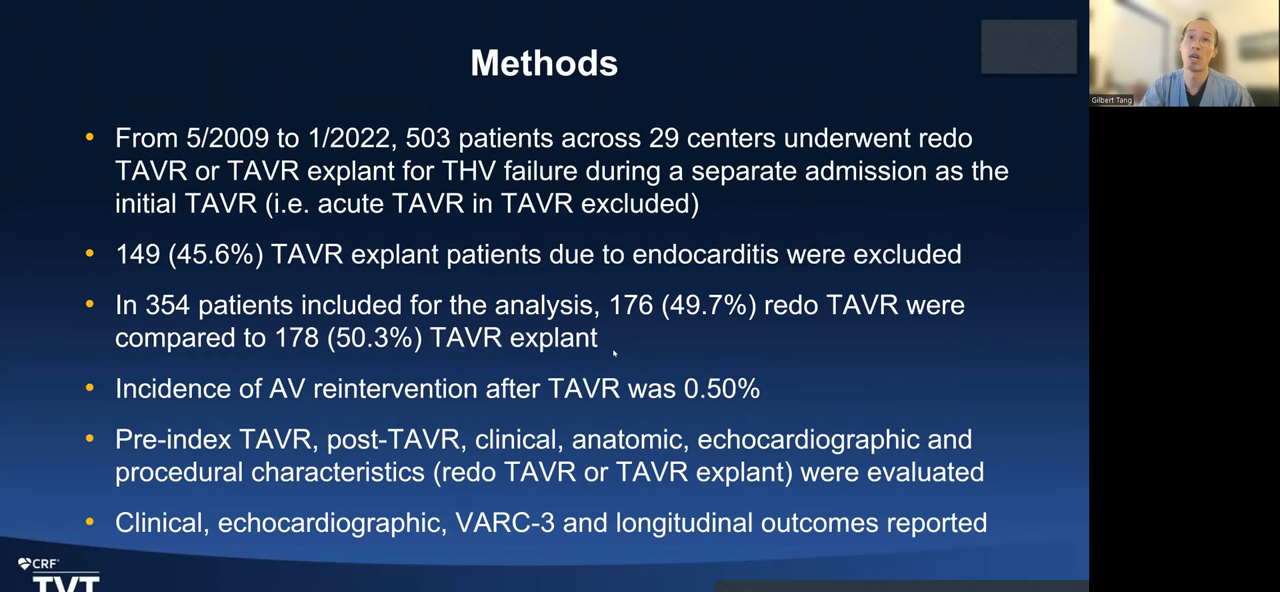 Methods
Gilbert Tang
• From 5/2009 to 1/2022, 503 patients across 29 centers underwent redo
TAVR or TAVR explant for THV failure during a separate admission as the
initial TAVR (i.e. acute TAVR in TAVR excluded)
• 149 (45.6%) TAVR explant patients due to endocarditis were excluded
• In 354 patients included for the analysis, 176 (49.7%) redo TAVR were
compared to 178 (50.3%) TAVR explant
• Incidence of AV reintervention after TAVR was 0.50%
• Pre-index TAVR, post-TAVR, clinical, anatomic, echocardiographic and
procedural characteristics (redo TAVR or TAVR explant) were evaluated
• Clinical, echocardiographic, VARC-3 and longitudinal outcomes reported
CRF
TVT